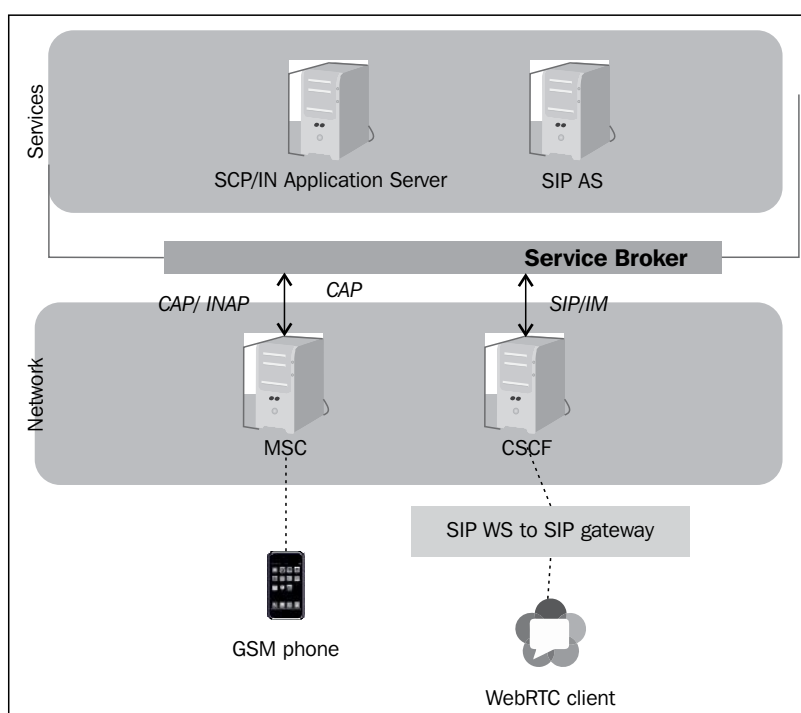 Services
SCP/IN Application Server
SIP AS
Service Broker
CAP/ INAP
CAP
SIP/IM
Network
MSC
CSCF
SIP WS to SIP gateway
GSM phone
WebRTC client